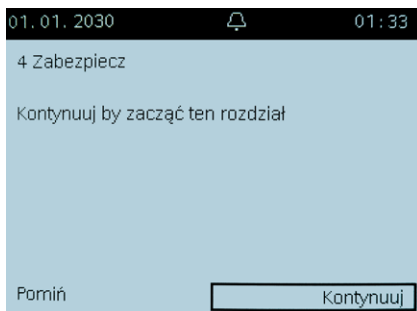 01.01.2030 01:33
4 Zabezpiecz
Kontynuuj by zacząć ten rozdział
Pomiń Kontynuuj